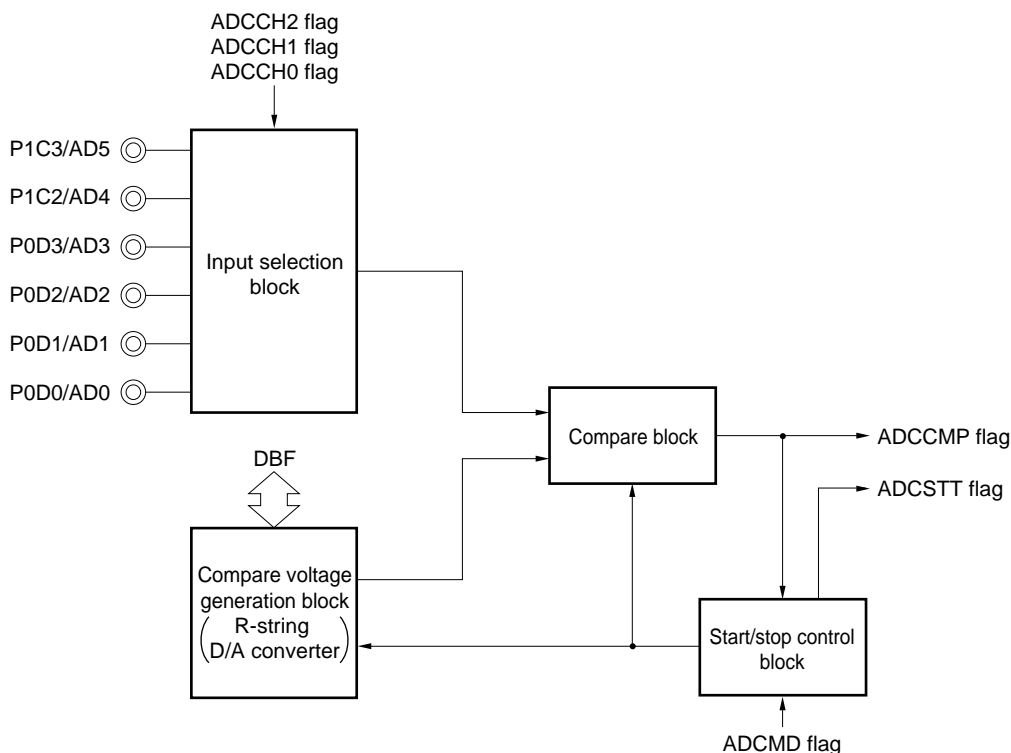 ADCCH2 flag
ADCCH1 flag
ADCCH0 flag
P1C3/AD5
P1C2/AD4
P0D3/AD3
P0D2/AD2
P0D1/AD1
P0D0/AD0
Input selection
block
Compare block
ADCCMP flag
ADCSTT flag
DBF
Compare voltage
generation block
R-string
D/A converter
Start/stop control
block
ADCMD flag